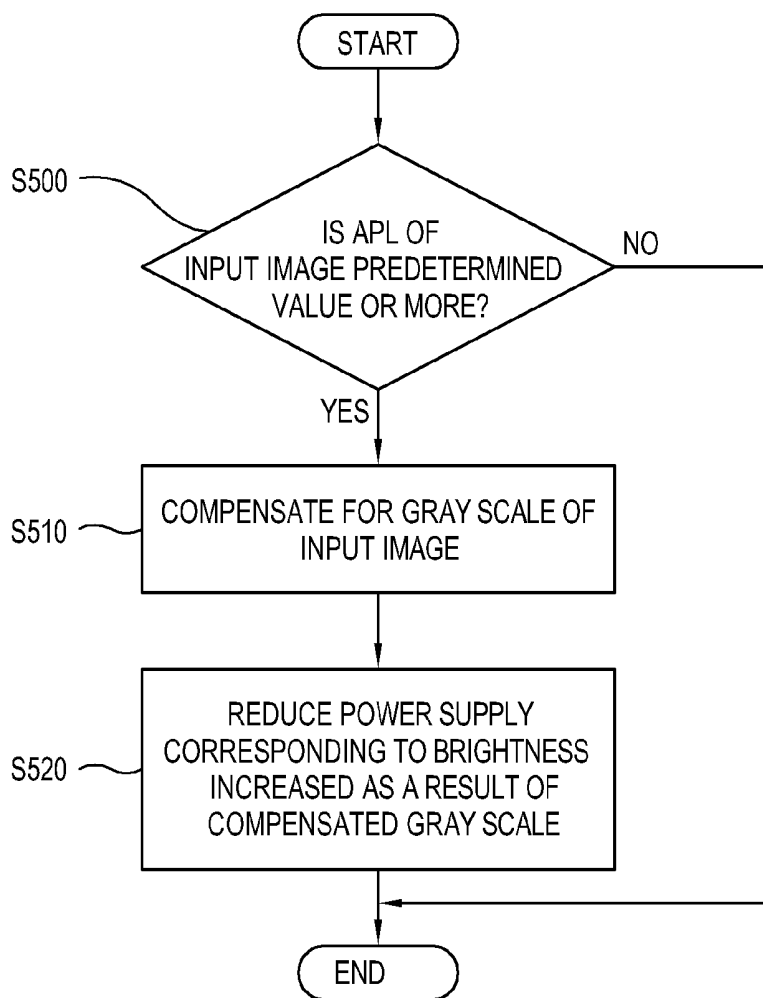 START
S500
IS APL OF
INPUT IMAGE PREDETERMINED
VALUE OR MORE?
NO
YES
S510
COMPENSATE FOR GRAY SCALE OF
INPUT IMAGE
S520
REDUCE POWER SUPPLY
CORRESPONDING TO BRIGHTNESS
INCREASED AS A RESULT OF
COMPENSATED GRAY SCALE
END